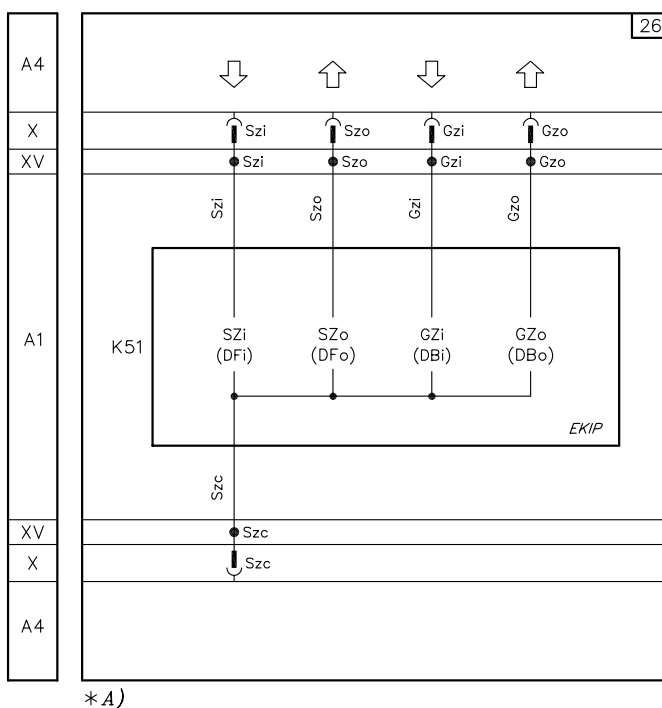 26
A4
X
Szi Szo Gzi Gzo
XV
Szi Szo Gzi Gzo
Szi Szo Gzi Gzo
A1
K51
SZi SZo GZi GZo
(DFi) (DFo) (DBi) (DBo)
EKIP
Szc
XV
Szc
X
Szc
A4
*A)